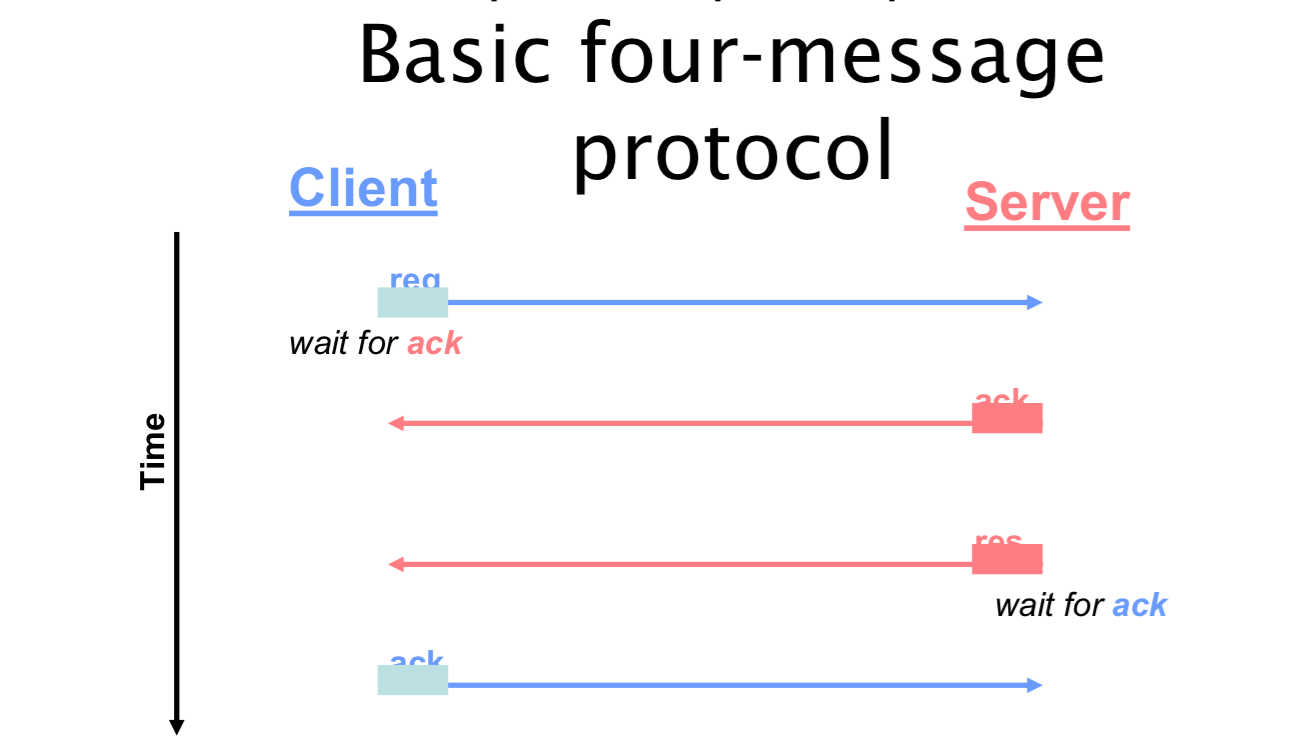 Basic four-message
protocol
Client
Server
req
wait for ack
ack
Time
res
wait for ack
ack